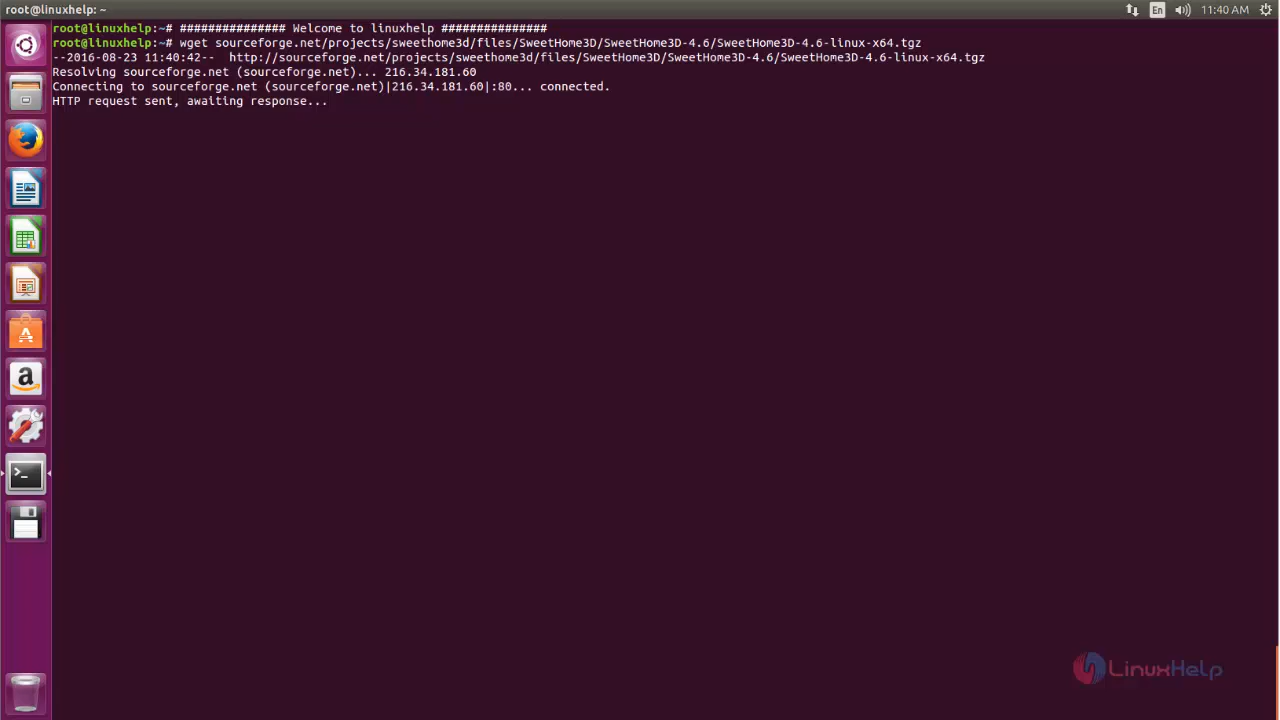 root@linuxhelp: ~
En
11:40 AM
root@linuxhelp:~# ############### Welcome to linuxhelp ###############
root@linuxhelp:~# wget sourceforge.net/projects/sweethome3d/files/SweetHome3D/SweetHome3D-4.6/SweetHome3D-4.6-linux-x64.tgz
--2016-08-23 11:40:42--  http://sourceforge.net/projects/sweethome3d/files/SweetHome3D/SweetHome3D-4.6/SweetHome3D-4.6-linux-x64.tgz
Resolving sourceforge.net (sourceforge.net)... 216.34.181.60
Connecting to sourceforge.net (sourceforge.net)|216.34.181.60|:80... connected.
HTTP request sent, awaiting response...
LinuxHelp